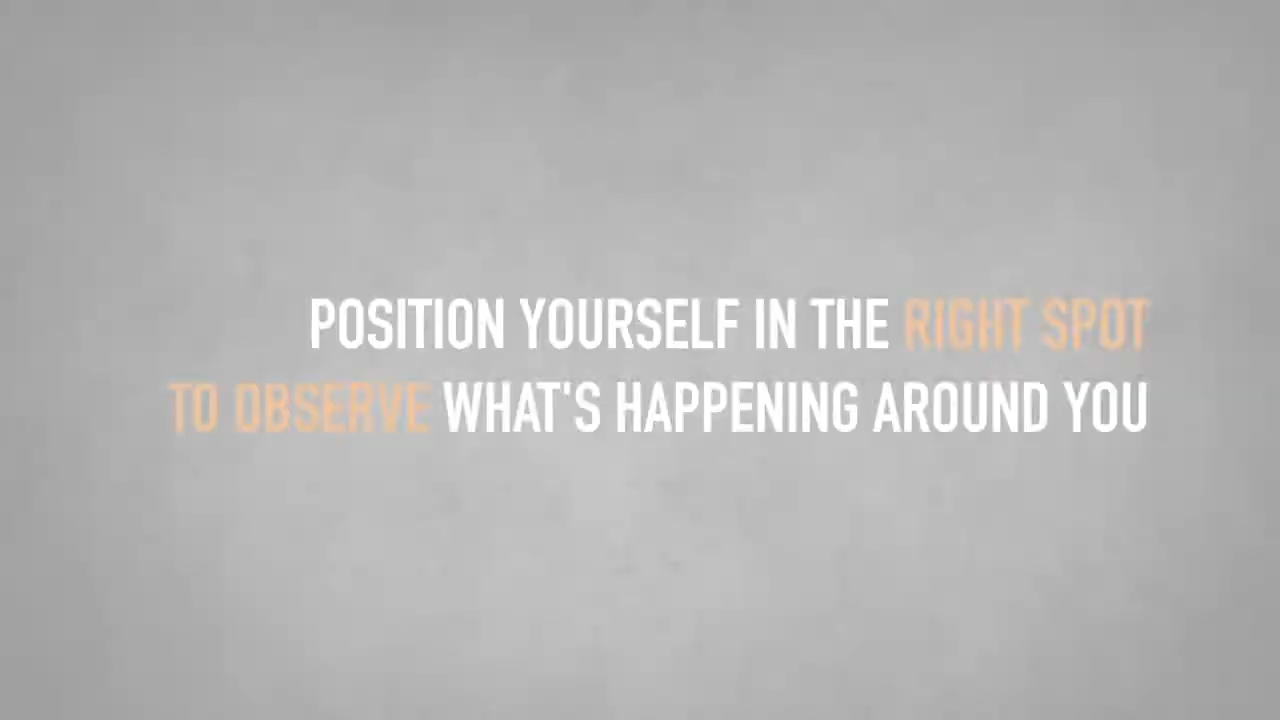 POSITION YOURSELF IN THE RIGHT SPOT
TO OBSERVE WHAT'S HAPPENING AROUND YOU